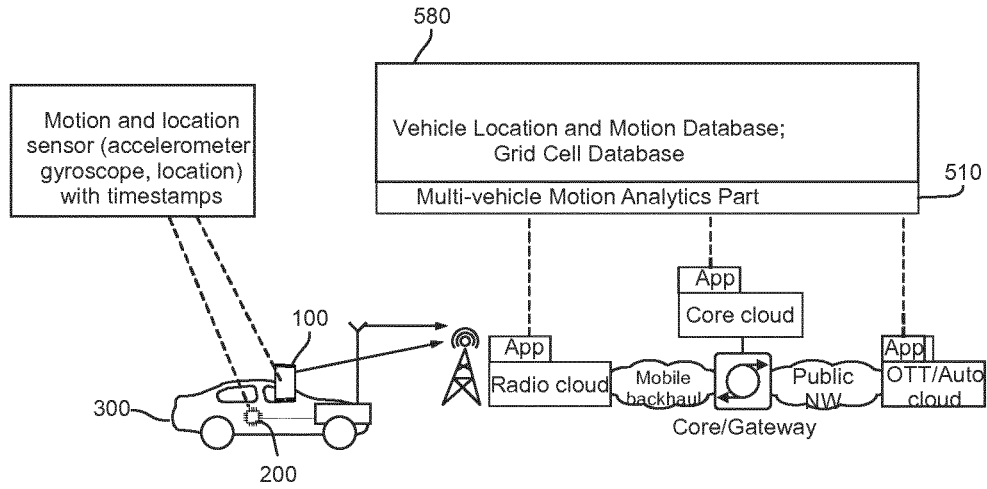 580
Motion and location
sensor (accelerometer
gyroscope, location)
with timestamps
Vehicle Location and Motion Database;
Grid Cell Database
Multi-vehicle Motion Analytics Part
510
100
App
Core cloud
App
Radio cloud
Mobile
backhaul
Public
NW
App
OTT/Auto
cloud
Core/Gateway
300
200